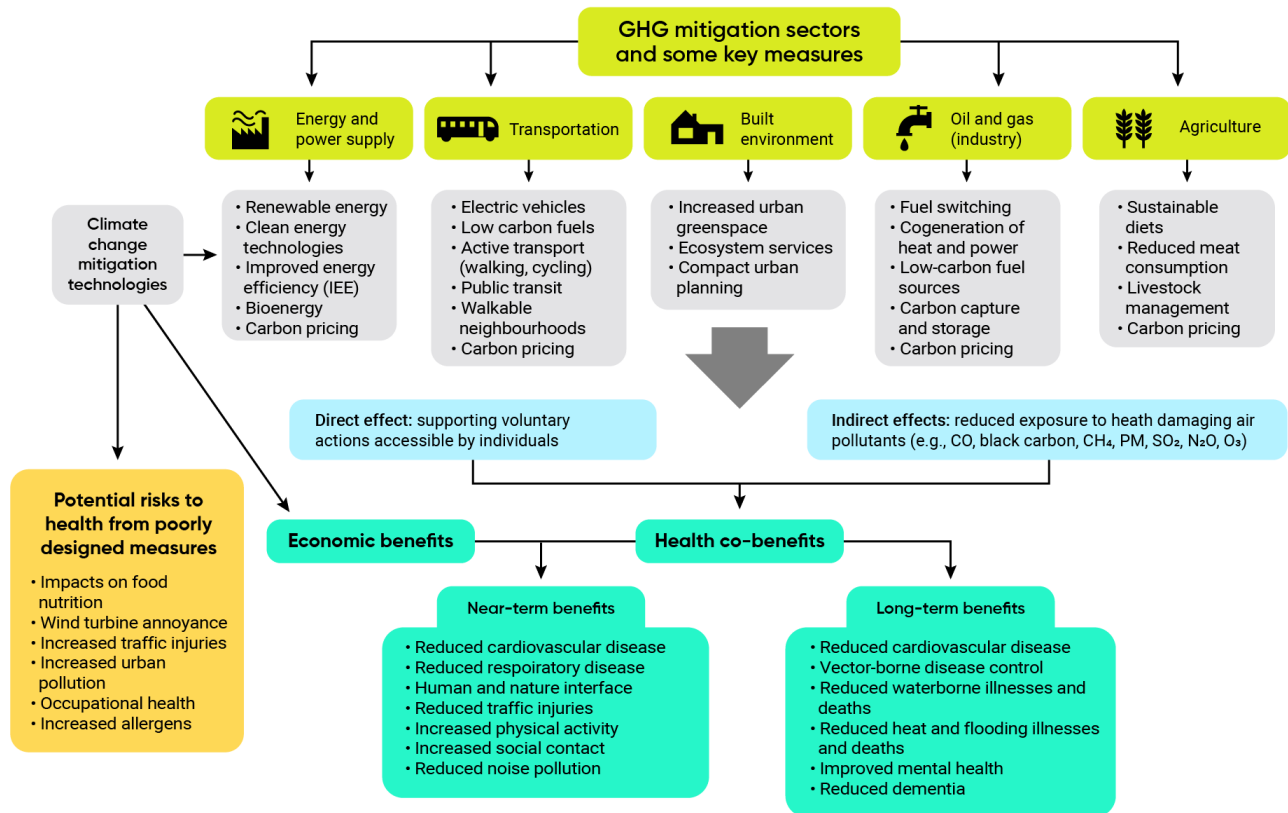 GHG mitigation sectors
and some key measures
Energy and
power supply
Transportation
Built
environment
Oil and gas
(industry)
Agriculture
Climate
change
mitigation
technologies
• Renewable energy
• Clean energy
technologies
• Improved energy
efficiency (IEE)
• Bioenergy
• Carbon pricing
• Electric vehicles
• Low carbon fuels
• Active transport
(walking, cycling)
• Public transit
• Walkable
neighbourhoods
• Carbon pricing
• Increased urban
greenspace
• Ecosystem services
• Compact urban
planning
• Fuel switching
• Cogeneration of
heat and power
• Low-carbon fuel
sources
• Carbon capture
and storage
• Carbon pricing
• Sustainable
diets
• Reduced meat
consumption
• Livestock
management
• Carbon pricing
Direct effect: supporting voluntary
actions accessible by individuals
Indirect effects: reduced exposure to heath damaging air
pollutants (e.g., CO, black carbon, CH₄, PM, SO₂, N₂O, O₃)
Potential risks to
health from poorly
designed measures
• Impacts on food
nutrition
• Wind turbine annoyance
• Increased traffic injuries
• Increased urban
pollution
• Occupational health
• Increased allergens
Economic benefits
Health co-benefits
Near-term benefits
• Reduced cardiovascular disease
• Reduced respoiratory disease
• Human and nature interface
• Reduced traffic injuries
• Increased physical activity
• Increased social contact
• Reduced noise pollution
Long-term benefits
• Reduced cardiovascular disease
• Vector-borne disease control
• Reduced waterborne illnesses and
deaths
• Reduced heat and flooding illnesses
and deaths
• Improved mental health
• Reduced dementia